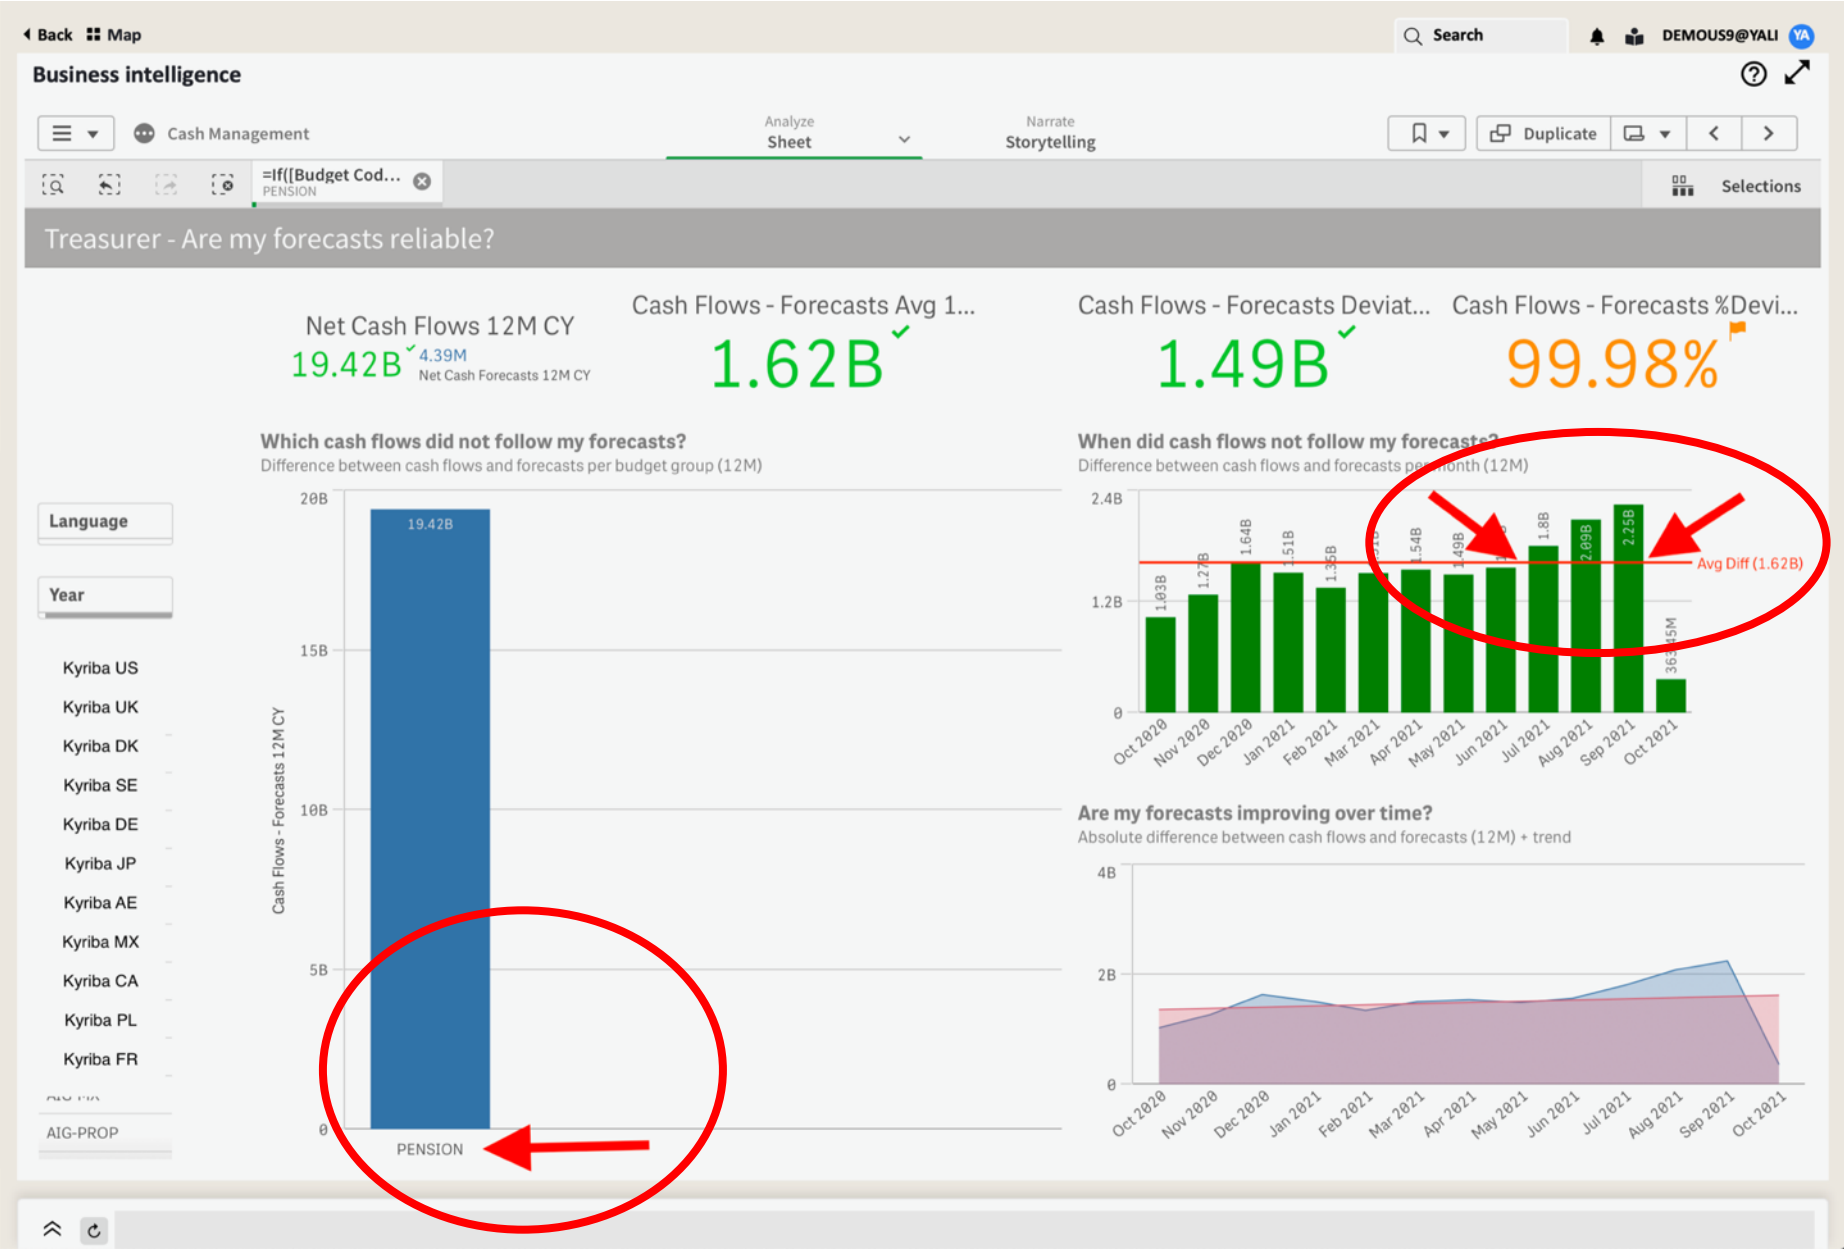 Back Map
Search
DEMOUS9@YALI YA
Business intelligence
Cash Management
Analyze
Sheet
Narrate
Storytelling
Duplicate
=If([Budget Cod...
PENSION
Selections
Treasurer - Are my forecasts reliable?
Net Cash Flows 12M CY
19.42B
4.39M
Net Cash Forecasts 12M CY
Cash Flows - Forecasts Avg 1...
1.62B
Cash Flows - Forecasts Deviat...
1.49B
Cash Flows - Forecasts %Devi...
99.98%
Language
Year
Kyriba US
Kyriba UK
Kyriba DK
Kyriba SE
Kyriba DE
Kyriba JP
Kyriba AE
Kyriba MX
Kyriba CA
Kyriba PL
Kyriba FR
AIG-PROP
Which cash flows did not follow my forecasts?
Difference between cash flows and forecasts per budget group (12M)
Cash Flows - Forecasts 12M CY
20B
15B
10B
5B
0
19.42B
PENSION
When did cash flows not follow my forecasts?
Difference between cash flows and forecasts per month (12M)
2.4B
1.2B
0
1.03B
1.27B
1.64B
1.51B
1.35B
1.54B
1.49B
1.8B
2.09B
2.25B
363.45M
Avg Diff (1.62B)
Oct 2020
Nov 2020
Dec 2020
Jan 2021
Feb 2021
Mar 2021
Apr 2021
May 2021
Jun 2021
Jul 2021
Aug 2021
Sep 2021
Oct 2021
Are my forecasts improving over time?
Absolute difference between cash flows and forecasts (12M) + trend
4B
2B
0
Oct 2020
Nov 2020
Dec 2020
Jan 2021
Feb 2021
Mar 2021
Apr 2021
May 2021
Jun 2021
Jul 2021
Aug 2021
Sep 2021
Oct 2021